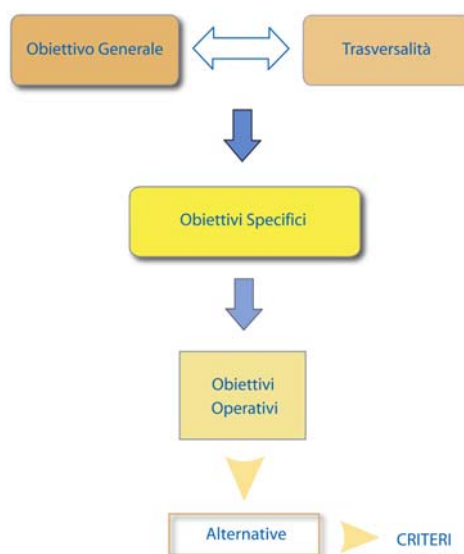 Obiettivo Generale
Trasversalità
Obiettivi Specifici
Obiettivi
Operativi
Alternative
CRITERI